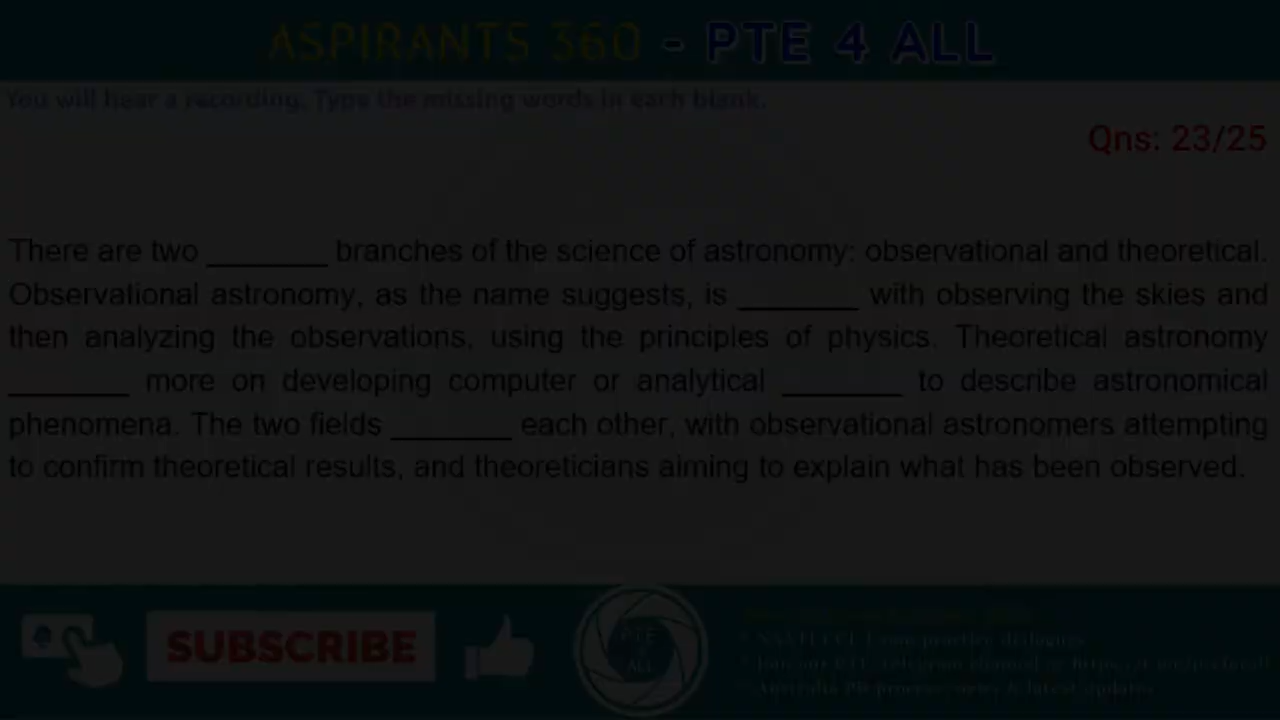 ASPIRANTS 360 - PTE 4 ALL
You will hear a recording. Type the missing words in each blank.
Qns: 23/25
There are two ________ branches of the science of astronomy: observational and theoretical.
Observational astronomy, as the name suggests, is ________ with observing the skies and
then analyzing the observations, using the principles of physics. Theoretical astronomy
________ more on developing computer or analytical ________ to describe astronomical
phenomena. The two fields ________ each other, with observational astronomers attempting
to confirm theoretical results, and theoreticians aiming to explain what has been observed.
SUBSCRIBE
PTE
ALL
latest updates